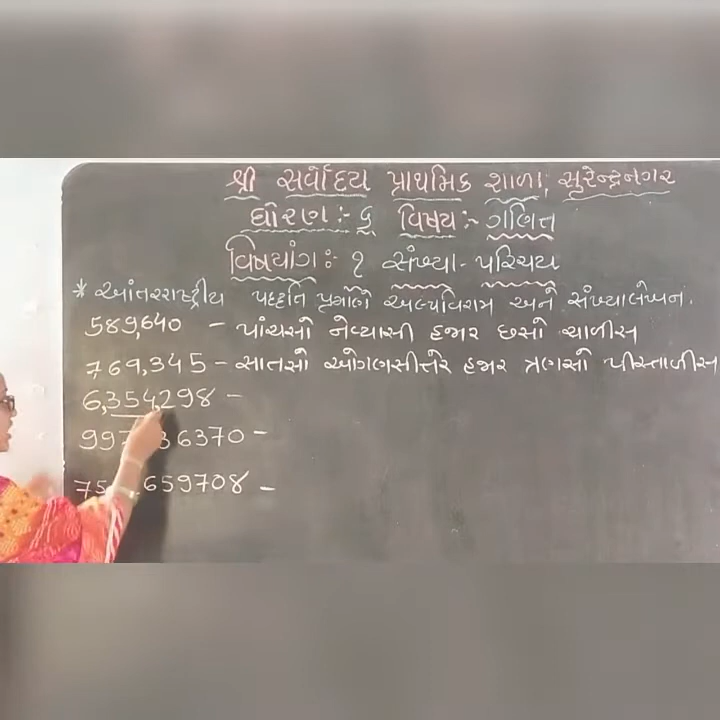 શ્રી સર્વોદય પ્રાથમિક શાળા, સુરેન્દ્રનગર
ધોરણ :- ૬ વિષય :- ગણિત
વિષયાંગ :- ૧ સંખ્યા - પરિચય
* આંતરરાષ્ટ્રીય પદ્ધતિ પ્રમાણે અલ્પવિરામ અને સંખ્યાલેખન.
589,640 - પાંચસો નેવ્યાસી હજાર છસો ચાળીસ
769,345 - સાતસો ઓગણસીત્તેર હજાર ત્રણસો પીસ્તાળીસ
6,354,298 -
6370 -
659708 -